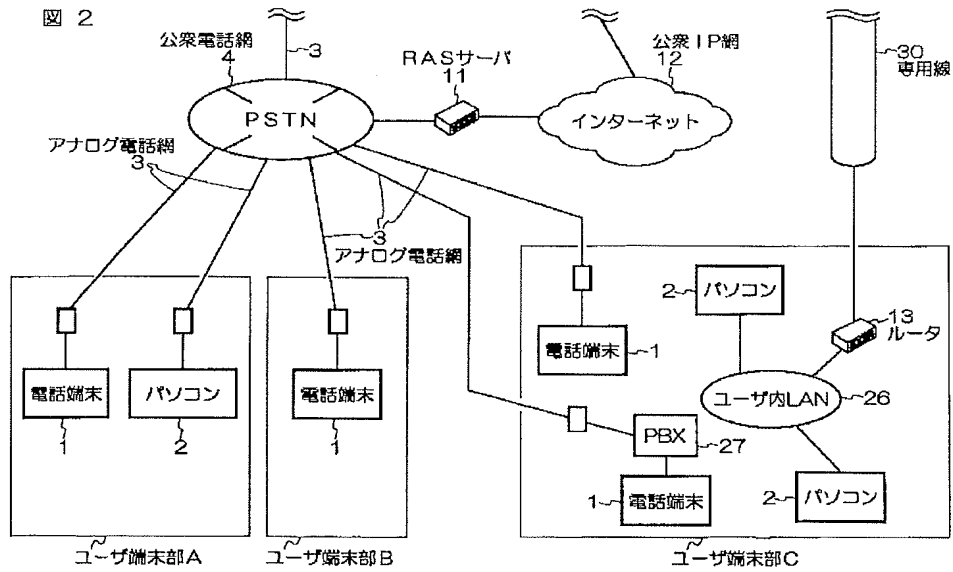 図 2
公衆電話網
4
3
RASサーバ
11
公衆IP網
12
30
専用線
PSTN
インターネット
アナログ電話網
3
3
3
アナログ電話網
電話端末
1
パソコン
2
電話端末
1
電話端末
1
2
パソコン
13
ルータ
ユーザ内LAN
26
PBX
27
1
電話端末
2
パソコン
ユーザ端末部A
ユーザ端末部B
ユーザ端末部C